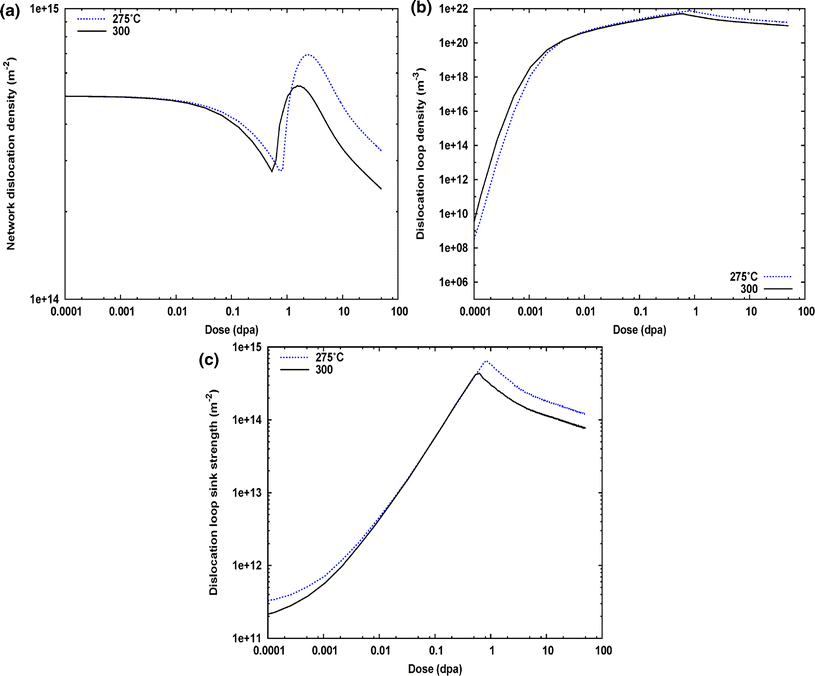 (a)
275°C
300
1e+15
1e+14
Network dislocation density (m-2)
0.0001 0.001 0.01 0.1 1 10 100
Dose (dpa)
(b)
1e+22
1e+20
1e+18
1e+16
1e+14
1e+12
1e+10
1e+08
1e+06
Dislocation loop density (m-3)
275°C
300
0.0001 0.001 0.01 0.1 1 10 100
Dose (dpa)
(c)
275°C
300
1e+15
1e+14
1e+13
1e+12
1e+11
Dislocation loop sink strength (m-2)
0.0001 0.001 0.01 0.1 1 10 100
Dose (dpa)